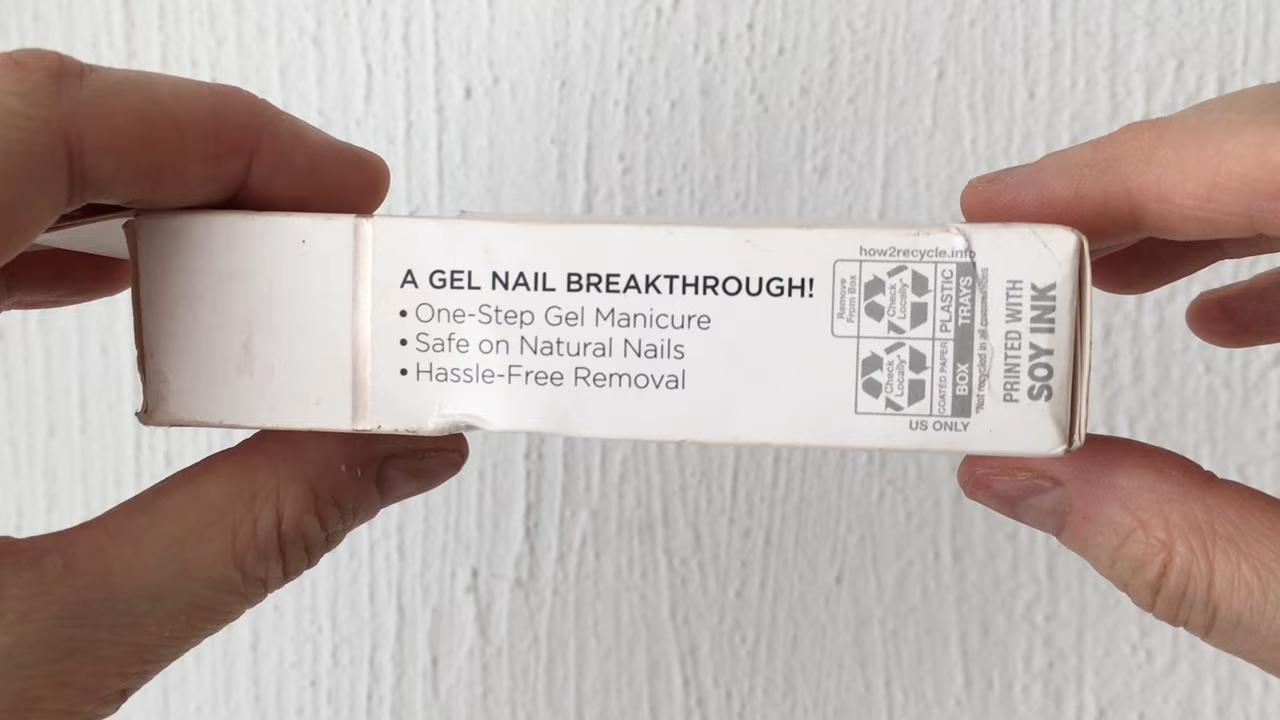 A GEL NAIL BREAKTHROUGH!
• One-Step Gel Manicure
• Safe on Natural Nails
• Hassle-Free Removal
how2recycle.info
Remove
From Box
Check
Locally*
PLASTIC
TRAYS
Check
Locally*
COATED PAPER
BOX
*Not recycled in all communities
US ONLY
PRINTED WITH
SOY INK